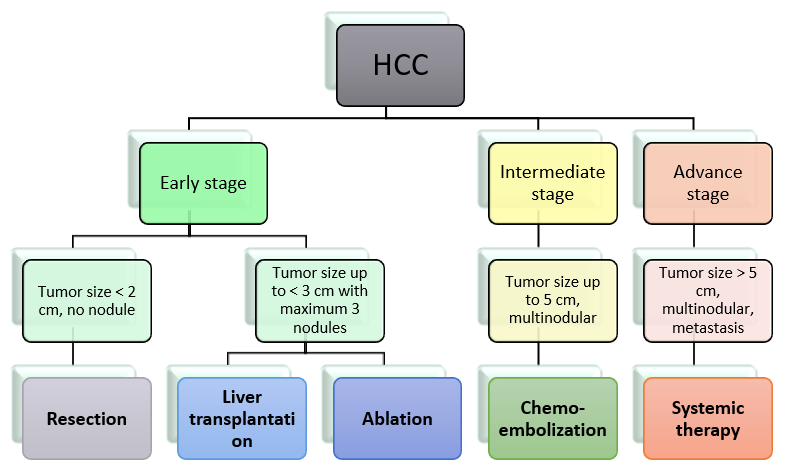 HCC
Early stage
Intermediate
stage
Advance
stage
Tumor size < 2
cm, no nodule
Tumor size up
to < 3 cm with
maximum 3
nodules
Tumor size up
to 5 cm,
multinodular
Tumor size > 5
cm,
multinodular,
metastasis
Resection
Liver
transplantati
on
Ablation
Chemo-
embolization
Systemic
therapy